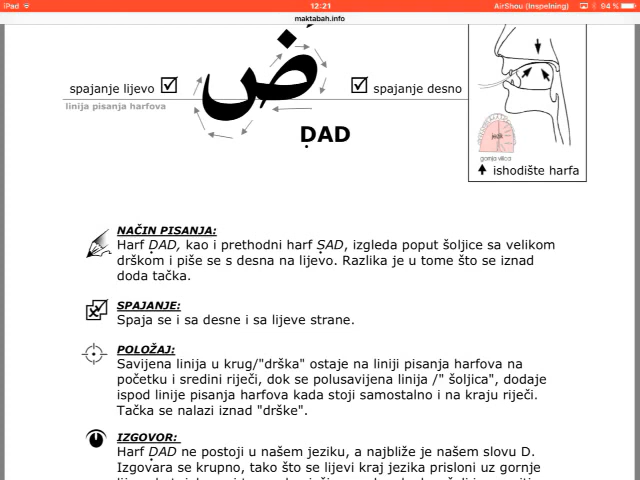 iPad 12:21 AirShou (Inspelning) 94 %
maktabah.info
ض
spajanje lijevo spajanje desno
linija pisanja harfova
ḌAD
jezik
gornja vilica
ishodište harfa
NAČIN PISANJA:
Harf ḌAD, kao i prethodni harf ṢAD, izgleda poput šoljice sa velikom
drškom i piše se s desna na lijevo. Razlika je u tome što se iznad
doda tačka.
SPAJANJE:
Spaja se i sa desne i sa lijeve strane.
POLOŽAJ:
Savijena linija u krug/"drška" ostaje na liniji pisanja harfova na
početku i sredini riječi, dok se polusavijena linija /" šoljica", dodaje
ispod linije pisanja harfova kada stoji samostalno i na kraju riječi.
Tačka se nalazi iznad "drške".
IZGOVOR:
Harf ḌAD ne postoji u našem jeziku, a najbliže je našem slovu D.
Izgovara se krupno, tako što se lijevi kraj jezika prisloni uz gornje